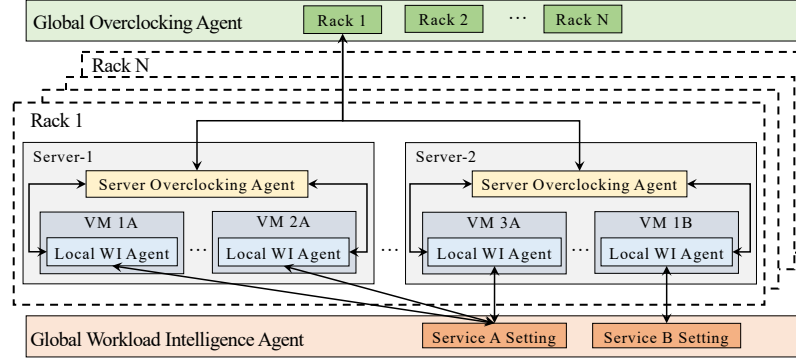 Global Overclocking Agent
Rack 1
Rack 2
...
Rack N
Rack N
Rack 1
Server-1
Server Overclocking Agent
VM 1A
Local WI Agent
...
VM 2A
Local WI Agent
...
Server-2
Server Overclocking Agent
VM 3A
Local WI Agent
...
VM 1B
Local WI Agent
Global Workload Intelligence Agent
Service A Setting
Service B Setting